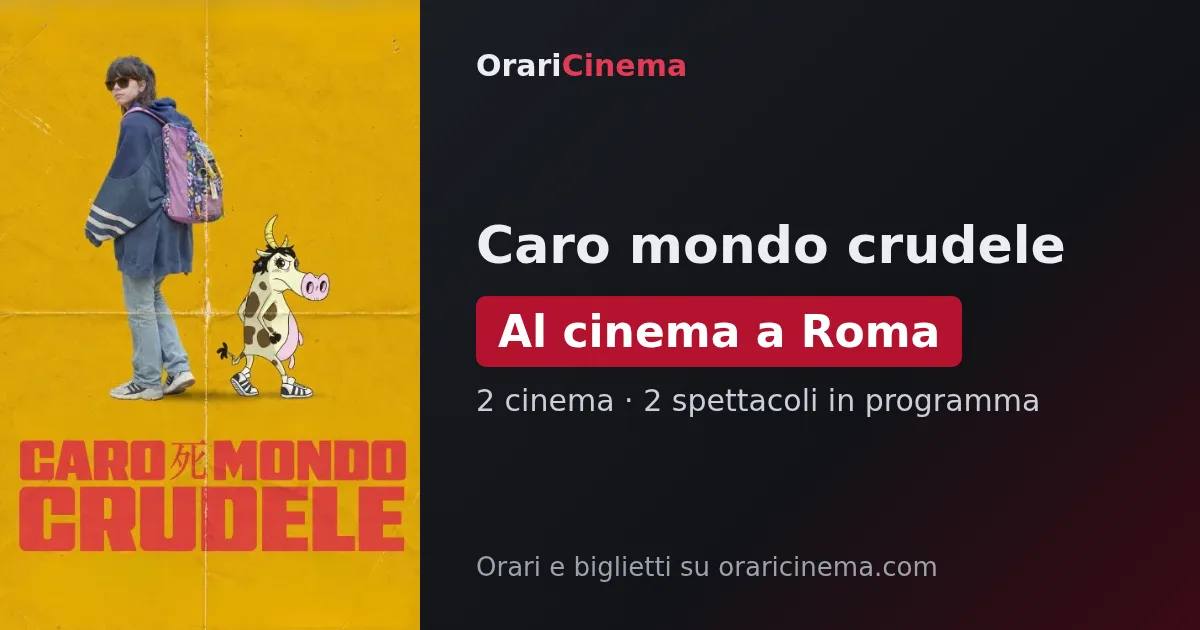 CARO死MONDO
CRUDELE
OrariCinema
Caro mondo crudele
Al cinema a Roma
2 cinema · 2 spettacoli in programma
Orari e biglietti su oraricinema.com